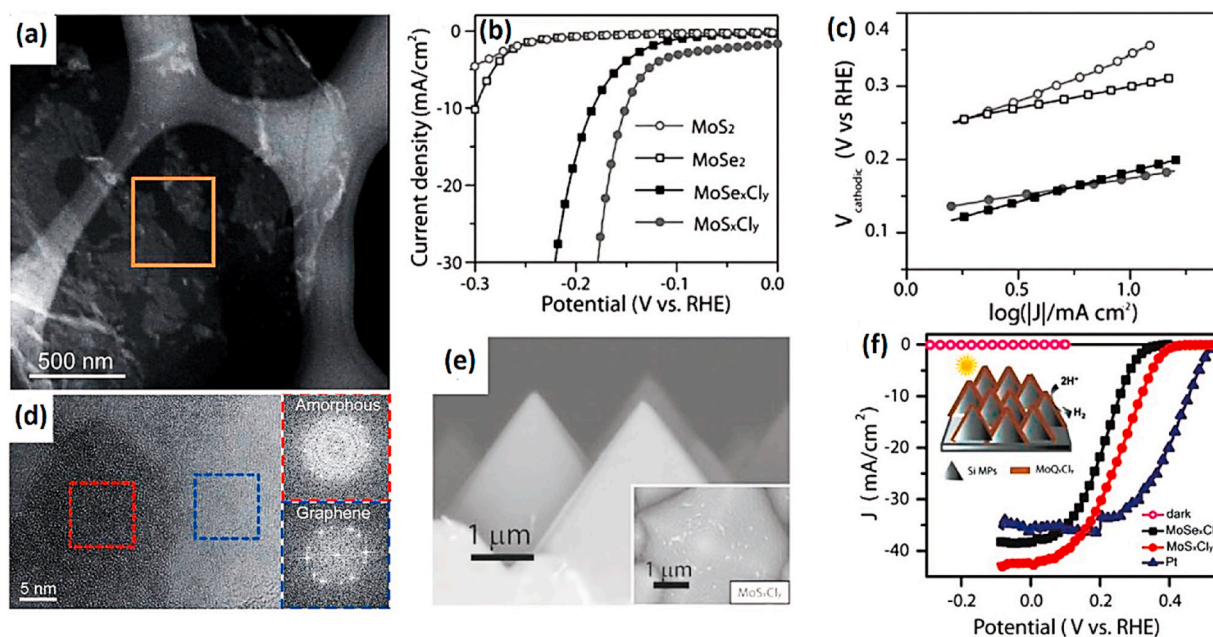 (a)
500 nm
(b)
Current density (mA/cm²)
0
-10
-20
-30
-0.3
-0.2
-0.1
0.0
Potential (V vs. RHE)
MoS₂
MoSe₂
MoSeₓClᵧ
MoSₓClᵧ
(c)
V cathodic (V vs RHE)
0.4
0.3
0.2
0.1
0.0
0.5
1.0
log(|J|/mA cm²)
(d)
5 nm
Amorphous
Graphene
e)
1 μm
1 μm
MoSₓClᵧ
(f)
J (mA/cm²)
0
-10
-20
-30
-40
2H⁺
H₂
Si MPs
MoQₓClᵧ
dark
MoSeₓCl
MoSₓClᵧ
Pt
-0.2
0.0
0.2
0.4
Potential (V vs. RHE)